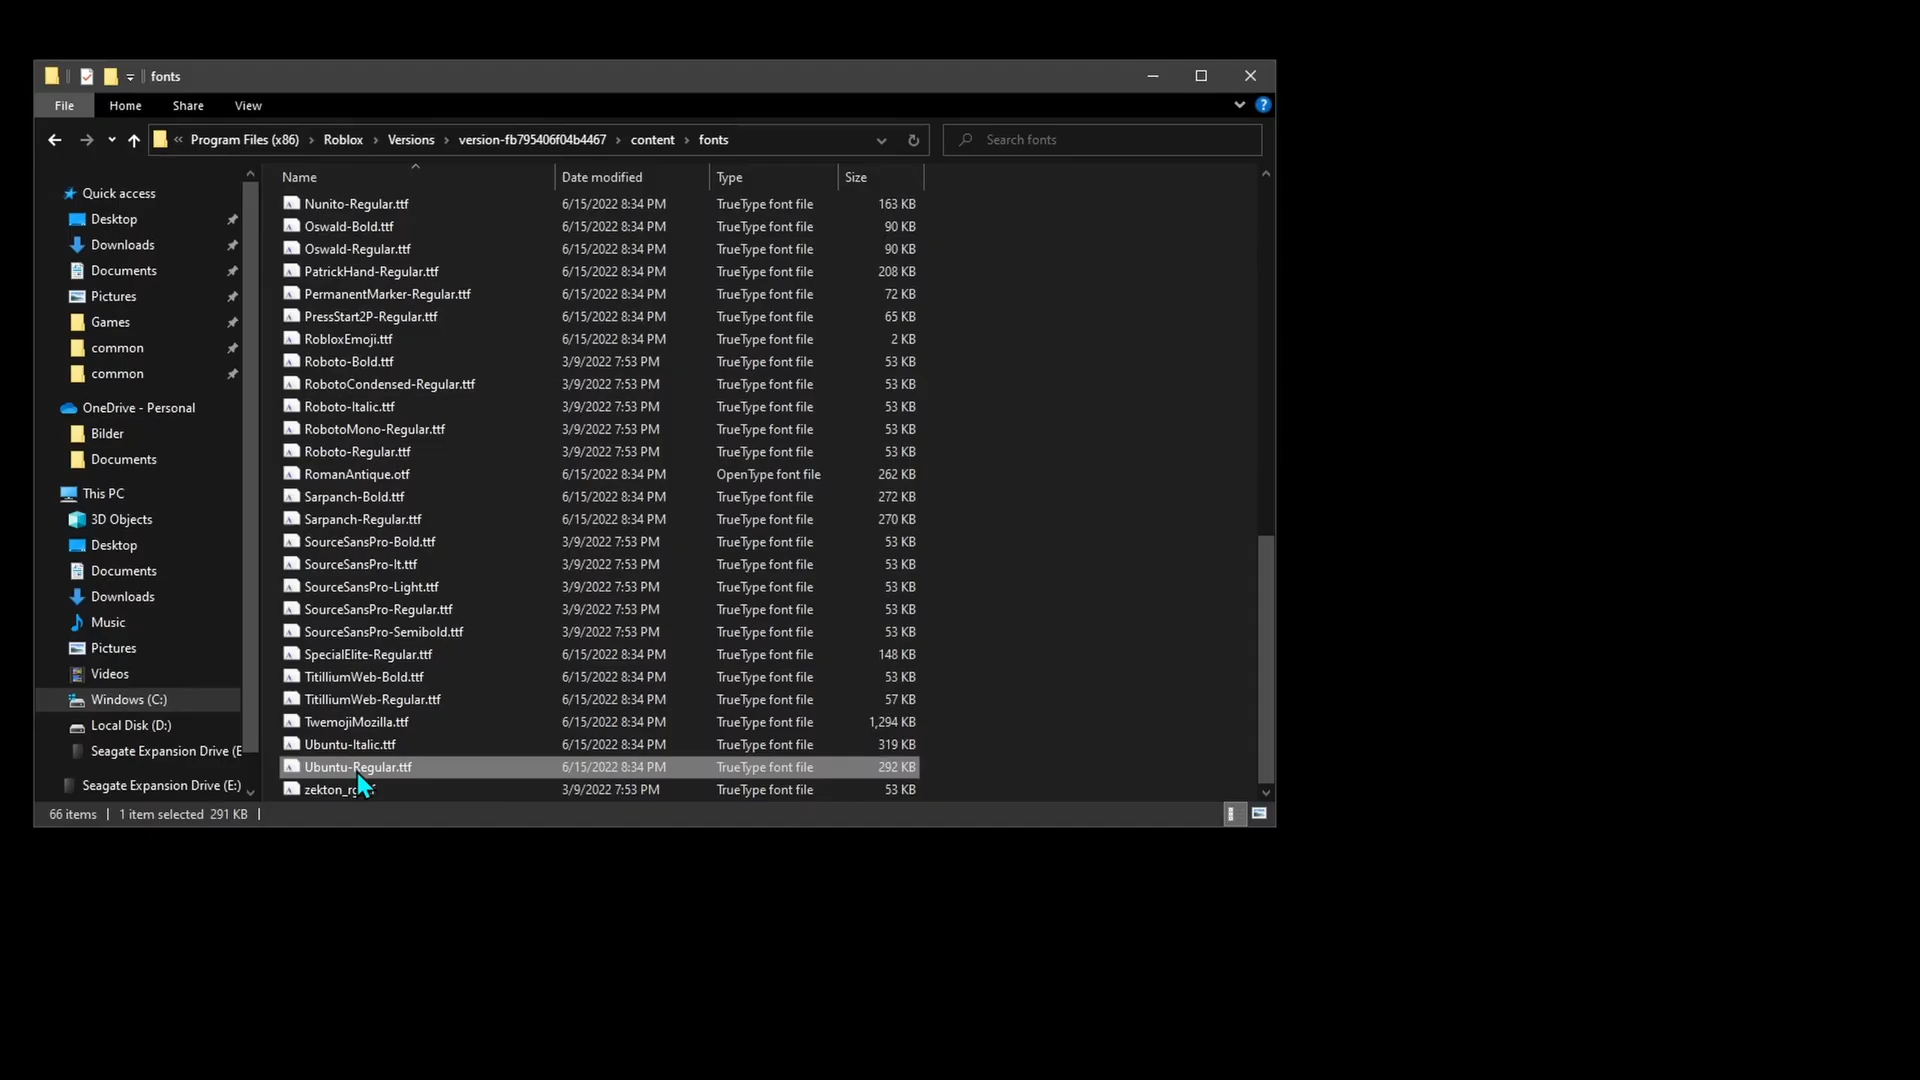 fonts
File Home Share View
« Program Files (x86) › Roblox › Versions › version-fb795406f04b4467 › content › fonts
Search fonts
Quick access
Desktop
Downloads
Documents
Pictures
Games
common
common
OneDrive - Personal
Bilder
Documents
This PC
3D Objects
Desktop
Documents
Downloads
Music
Pictures
Videos
Windows (C:)
Local Disk (D:)
Seagate Expansion Drive (E
Seagate Expansion Drive (E:)
Name Date modified Type Size
Nunito-Regular.ttf 6/15/2022 8:34 PM TrueType font file 163 KB
Oswald-Bold.ttf 6/15/2022 8:34 PM TrueType font file 90 KB
Oswald-Regular.ttf 6/15/2022 8:34 PM TrueType font file 90 KB
PatrickHand-Regular.ttf 6/15/2022 8:34 PM TrueType font file 208 KB
PermanentMarker-Regular.ttf 6/15/2022 8:34 PM TrueType font file 72 KB
PressStart2P-Regular.ttf 6/15/2022 8:34 PM TrueType font file 65 KB
RobloxEmoji.ttf 6/15/2022 8:34 PM TrueType font file 2 KB
Roboto-Bold.ttf 3/9/2022 7:53 PM TrueType font file 53 KB
RobotoCondensed-Regular.ttf 3/9/2022 7:53 PM TrueType font file 53 KB
Roboto-Italic.ttf 3/9/2022 7:53 PM TrueType font file 53 KB
RobotoMono-Regular.ttf 3/9/2022 7:53 PM TrueType font file 53 KB
Roboto-Regular.ttf 3/9/2022 7:53 PM TrueType font file 53 KB
RomanAntique.otf 6/15/2022 8:34 PM OpenType font file 262 KB
Sarpanch-Bold.ttf 6/15/2022 8:34 PM TrueType font file 272 KB
Sarpanch-Regular.ttf 6/15/2022 8:34 PM TrueType font file 270 KB
SourceSansPro-Bold.ttf 3/9/2022 7:53 PM TrueType font file 53 KB
SourceSansPro-It.ttf 3/9/2022 7:53 PM TrueType font file 53 KB
SourceSansPro-Light.ttf 3/9/2022 7:53 PM TrueType font file 53 KB
SourceSansPro-Regular.ttf 3/9/2022 7:53 PM TrueType font file 53 KB
SourceSansPro-Semibold.ttf 3/9/2022 7:53 PM TrueType font file 53 KB
SpecialElite-Regular.ttf 6/15/2022 8:34 PM TrueType font file 148 KB
TitilliumWeb-Bold.ttf 6/15/2022 8:34 PM TrueType font file 53 KB
TitilliumWeb-Regular.ttf 6/15/2022 8:34 PM TrueType font file 57 KB
TwemojiMozilla.ttf 6/15/2022 8:34 PM TrueType font file 1,294 KB
Ubuntu-Italic.ttf 6/15/2022 8:34 PM TrueType font file 319 KB
Ubuntu-Regular.ttf 6/15/2022 8:34 PM TrueType font file 292 KB
3/9/2022 7:53 PM TrueType font file 53 KB
66 items 1 item selected 291 KB